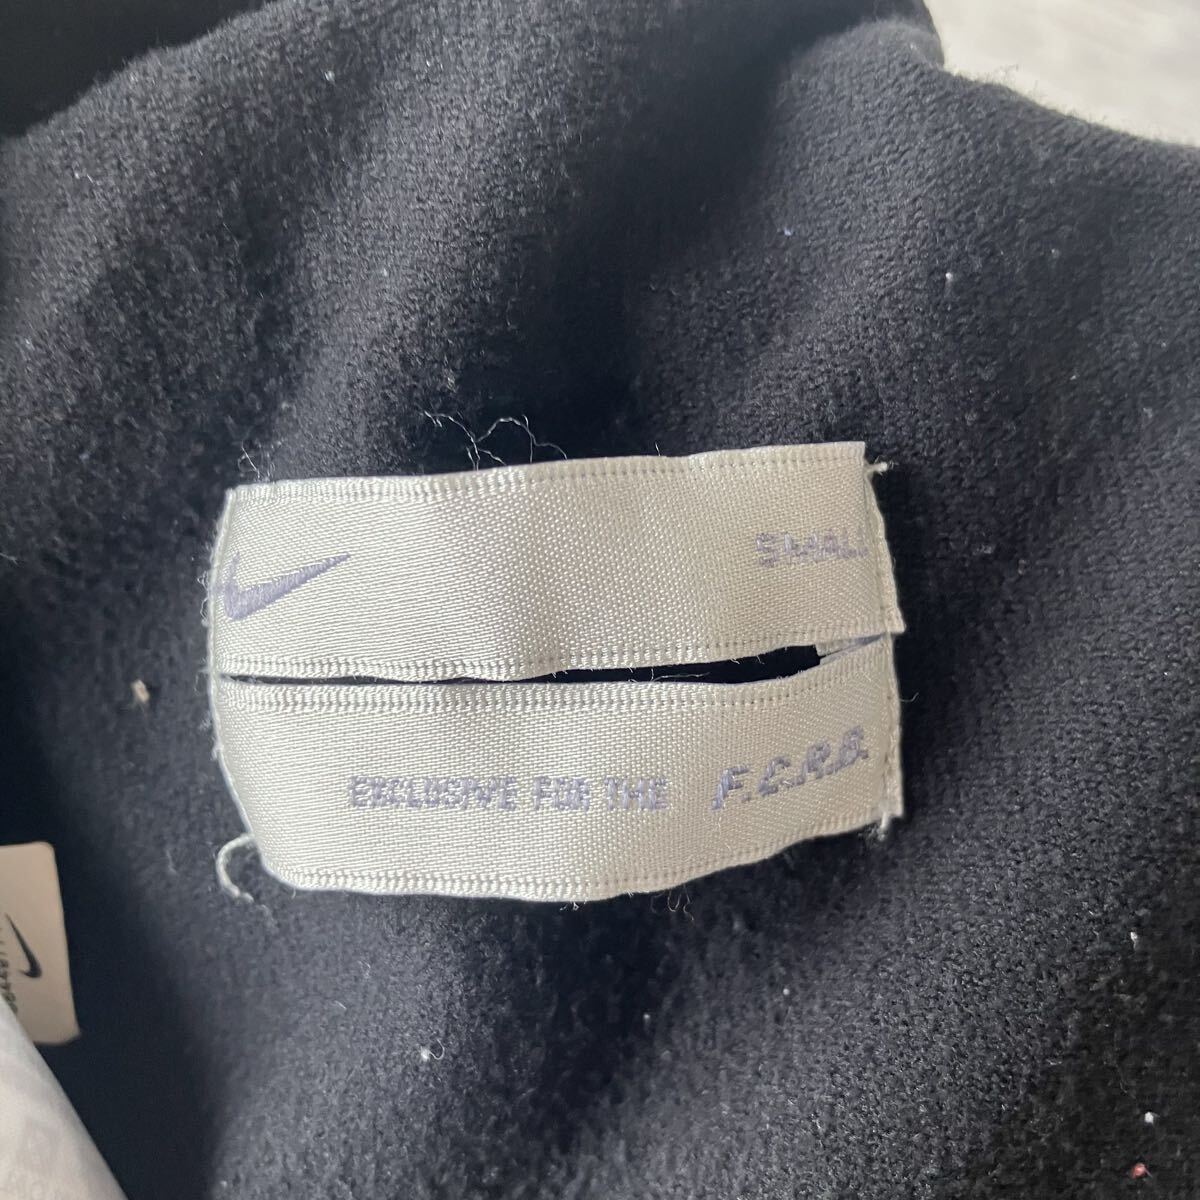 SMALL
EXCLUSIVE FOR THE F.C.R.B.